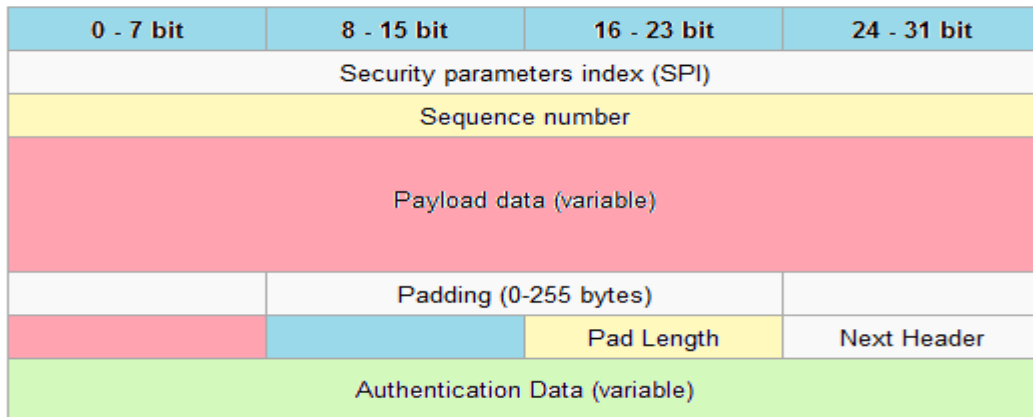 0 - 7 bit 8 - 15 bit 16 - 23 bit 24 - 31 bit
Security parameters index (SPI)
Sequence number
Payload data (variable)
Padding (0-255 bytes)
Pad Length Next Header
Authentication Data (variable)